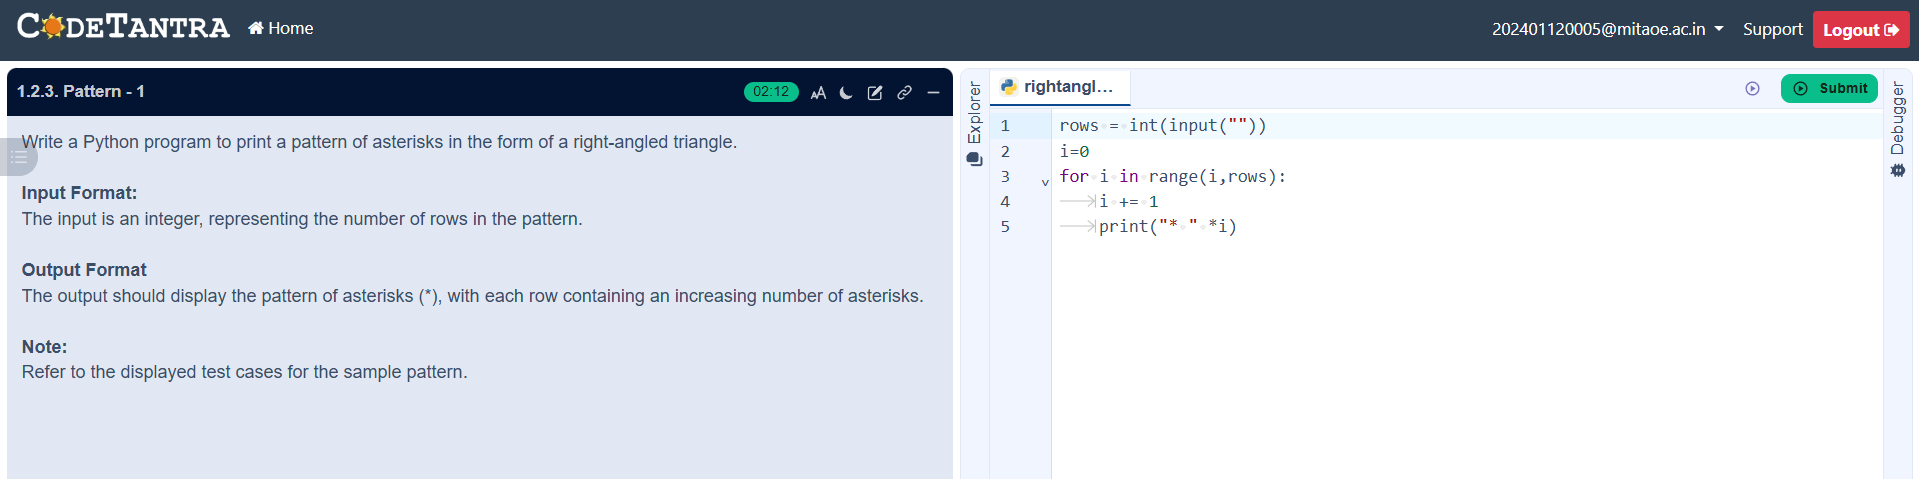 CODETANTRA
Home
202401120005@mitaoe.ac.in
Support
Logout
1.2.3. Pattern - 1
02:12
Write a Python program to print a pattern of asterisks in the form of a right-angled triangle.
Input Format:
The input is an integer, representing the number of rows in the pattern.
Output Format
The output should display the pattern of asterisks (*), with each row containing an increasing number of asterisks.
Note:
Refer to the displayed test cases for the sample pattern.
Explorer
rightangl...
Submit
Debugger
1 rows = int(input(""))
2 i=0
3 for i in range(i,rows):
4 i += 1
5 print("* " *i)